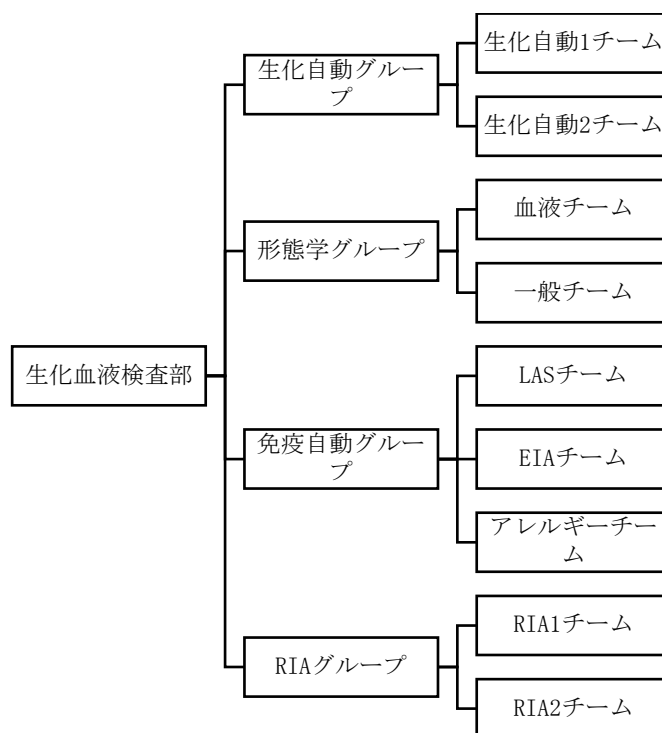 生化自動1チーム
生化自動グルー
プ
生化自動2チーム
血液チーム
形態学グループ
一般チーム
生化血液検査部
LASチーム
免疫自動グルー
プ
EIAチーム
アレルギーチー
ム
RIA1チーム
RIAグループ
RIA2チーム